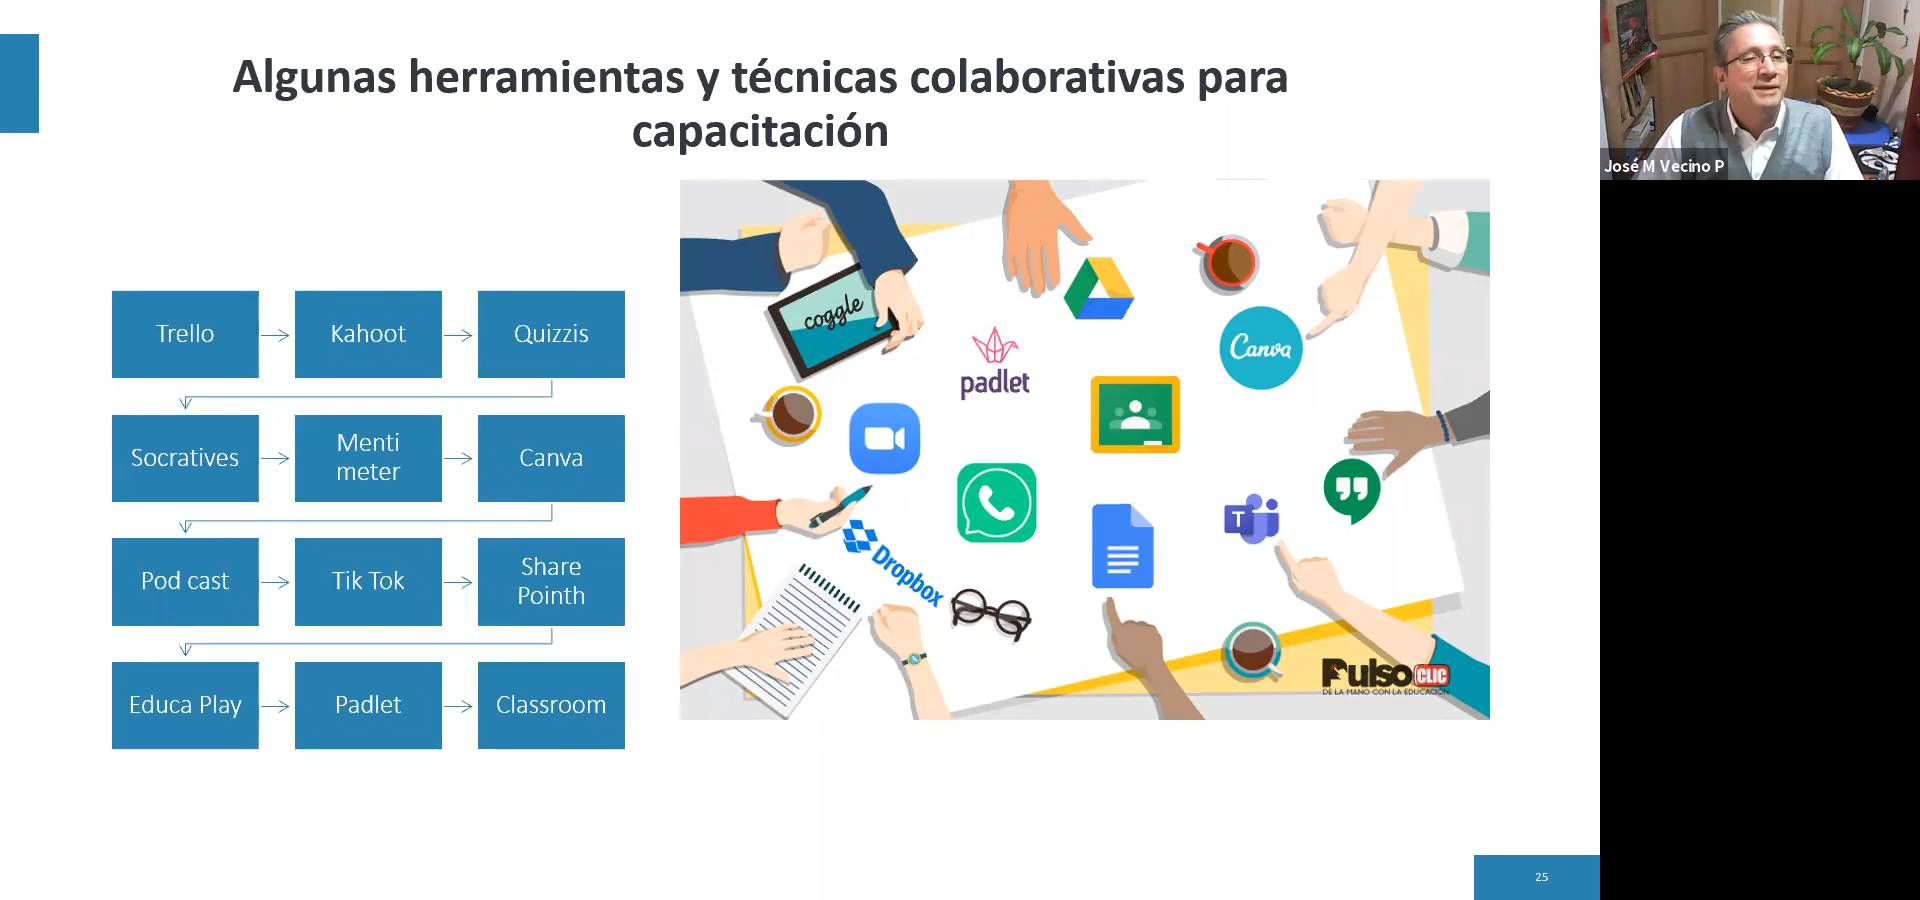 Algunas herramientas y técnicas colaborativas para
capacitación
José M Vecino P
Trello
Kahoot
Quizzis
Socratives
Menti
meter
Canva
Pod cast
Tik Tok
Share
Pointh
Educa Play
Padlet
Classroom
coggle
padlet
Canva
T
Dropbox
Pulso CLIC
DE LA MANO CON LA EDUCACIÓN
25